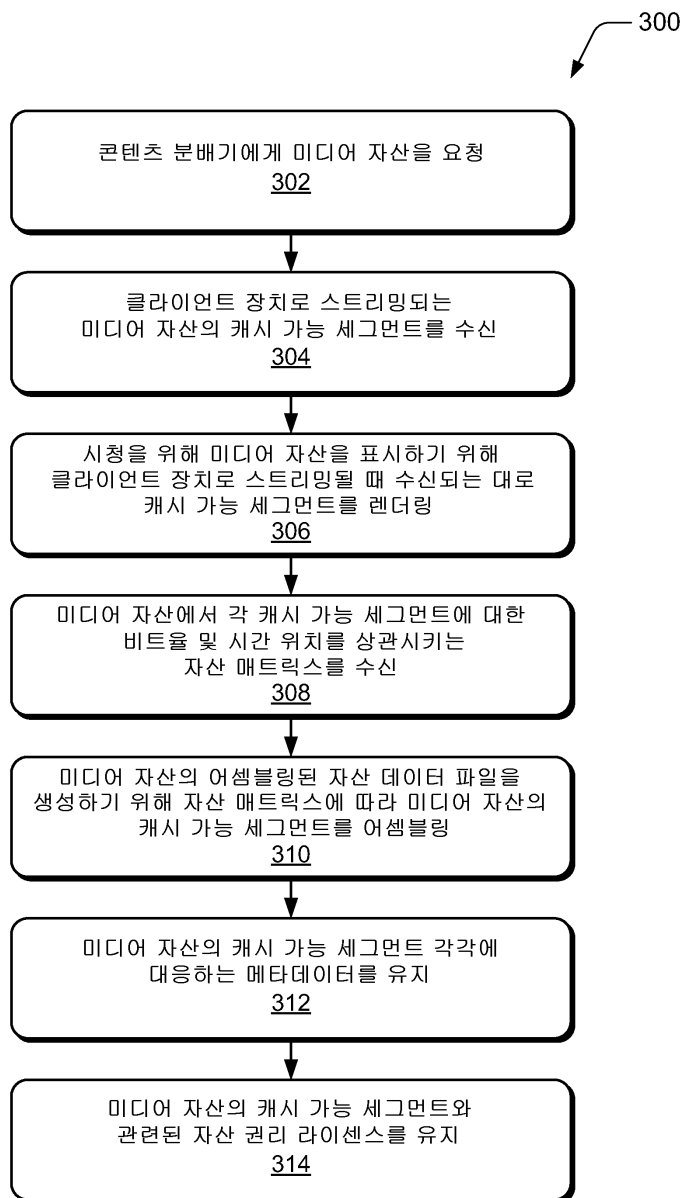 300
콘텐츠 분배기에게 미디어 자산을 요청
302
클라이언트 장치로 스트리밍되는
미디어 자산의 캐시 가능 세그먼트를 수신
304
시청을 위해 미디어 자산을 표시하기 위해
클라이언트 장치로 스트리밍될 때 수신되는 대로
캐시 가능 세그먼트를 렌더링
306
미디어 자산에서 각 캐시 가능 세그먼트에 대한
비트율 및 시간 위치를 상관시키는
자산 매트릭스를 수신
308
미디어 자산의 어셈블링된 자산 데이터 파일을
생성하기 위해 자산 매트릭스에 따라 미디어 자산의
캐시 가능 세그먼트를 어셈블링
310
미디어 자산의 캐시 가능 세그먼트 각각에
대응하는 메타데이터를 유지
312
미디어 자산의 캐시 가능 세그먼트와
관련된 자산 권리 라이센스를 유지
314